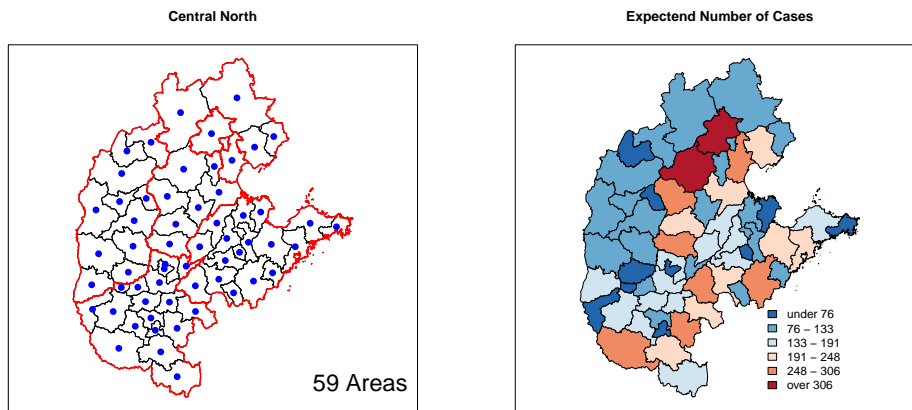 Central North
59 Areas
Expectend Number of Cases
under 76
76 – 133
133 – 191
191 – 248
248 – 306
over 306